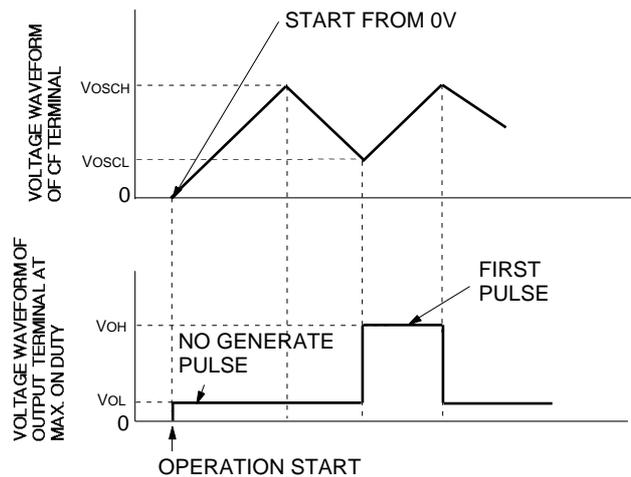 START FROM 0V
VOLTAGE WAVEFORM
OF CF TERMINAL
VOSCH
VOSCL
0
VOLTAGE WAVEFORM OF
OUTPUT TERMINAL AT
MAX. ON DUTY
FIRST
PULSE
VOH
NO GENERATE
PULSE
VOL
0
OPERATION START